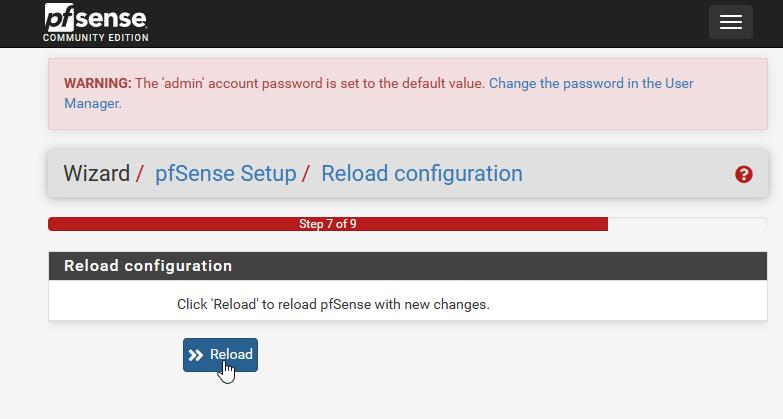 pfsense
COMMUNITY EDITION
WARNING: The 'admin' account password is set to the default value. Change the password in the User
Manager.
Wizard / pfSense Setup / Reload configuration
Step 7 of 9
Reload configuration
Click 'Reload' to reload pfSense with new changes.
Reload